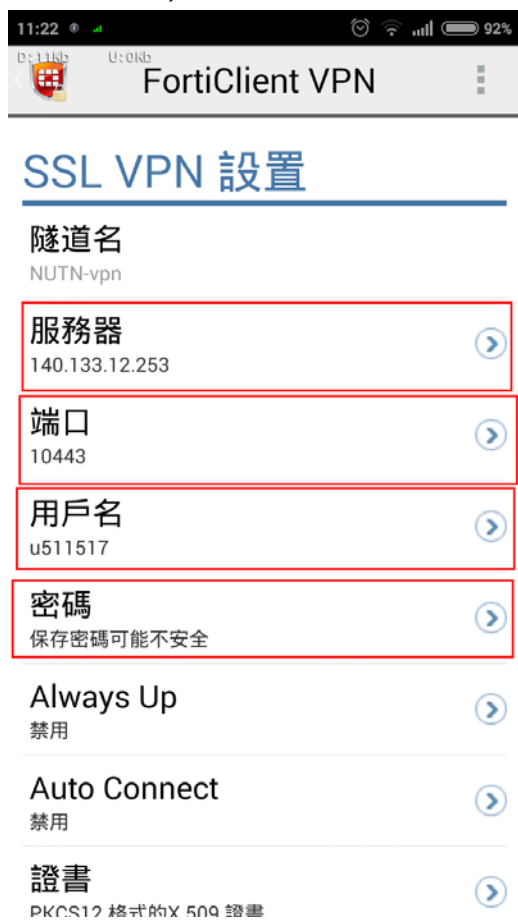 11:22 92%
D:11Kb U:0Kb
FortiClient VPN
SSL VPN 設置
隧道名
NUTN-vpn
服務器
140.133.12.253
端口
10443
用戶名
u511517
密碼
保存密碼可能不安全
Always Up
禁用
Auto Connect
禁用
證書
PKCS12 格式的X.509 證書